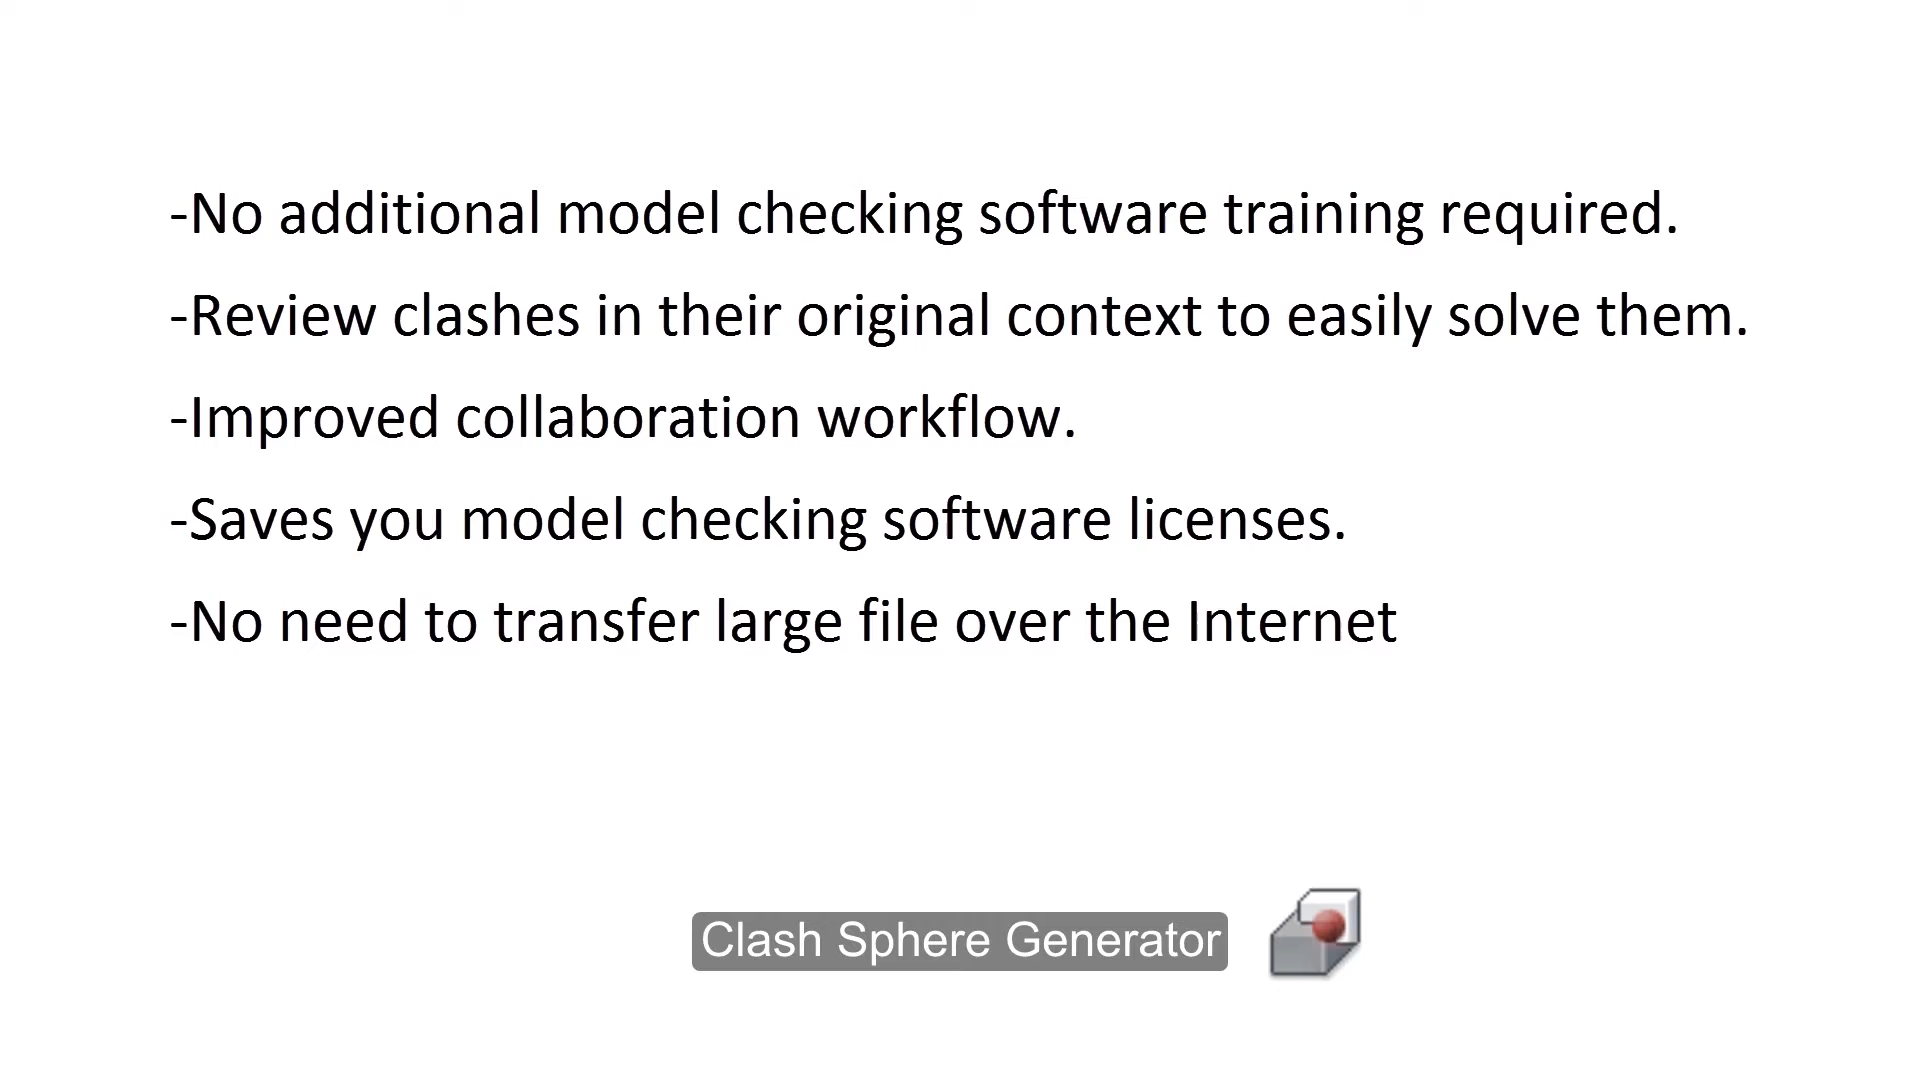 -No additional model checking software training required.
-Review clashes in their original context to easily solve them.
-Improved collaboration workflow.
-Saves you model checking software licenses.
-No need to transfer large file over the Internet
Clash Sphere Generator